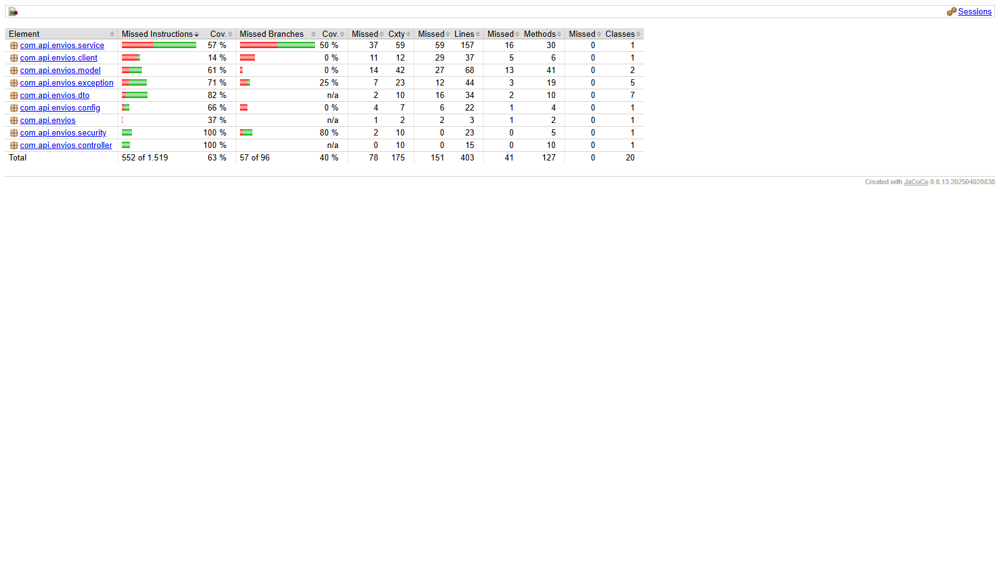 Sessions
Element Missed Instructions Cov. Missed Branches Cov. Missed Cxty Missed Lines Missed Methods Missed Classes
com.api.envios.service 57 % 50 % 37 59 59 157 16 30 0 1
com.api.envios.client 14 % 0 % 11 12 29 37 5 6 0 1
com.api.envios.model 61 % 0 % 14 42 27 68 13 41 0 2
com.api.envios.exception 71 % 25 % 7 23 12 44 3 19 0 5
com.api.envios.dto 82 % n/a 2 10 16 34 2 10 0 7
com.api.envios.config 66 % 0 % 4 7 6 22 1 4 0 1
com.api.envios 37 % n/a 1 2 2 3 1 2 0 1
com.api.envios.security 100 % 80 % 2 10 0 23 0 5 0 1
com.api.envios.controller 100 % n/a 0 10 0 15 0 10 0 1
Total 552 of 1.519 63 % 57 of 96 40 % 78 175 151 403 41 127 0 20
Created with JaCoCo 0.8.13.202504020838